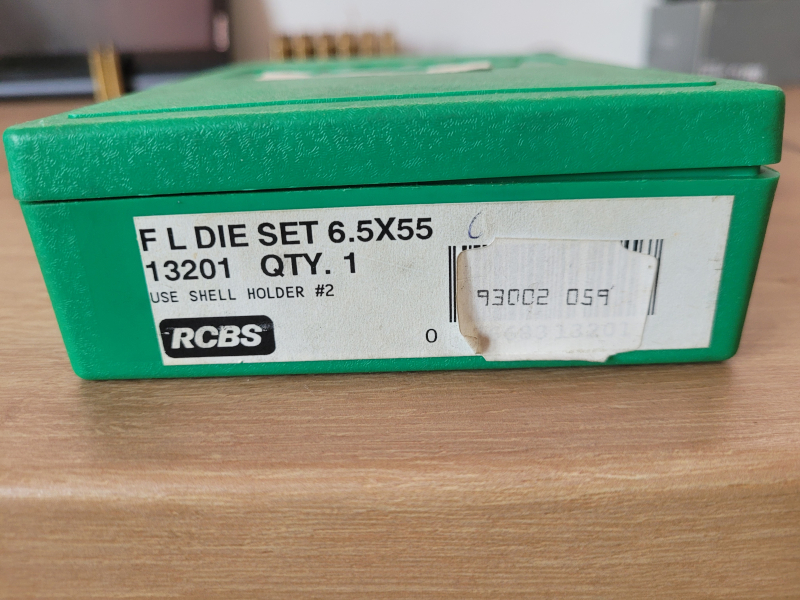 F L DIE SET 6.5X55
13201 QTY. 1
USE SHELL HOLDER #2
RCBS
0
93002 059